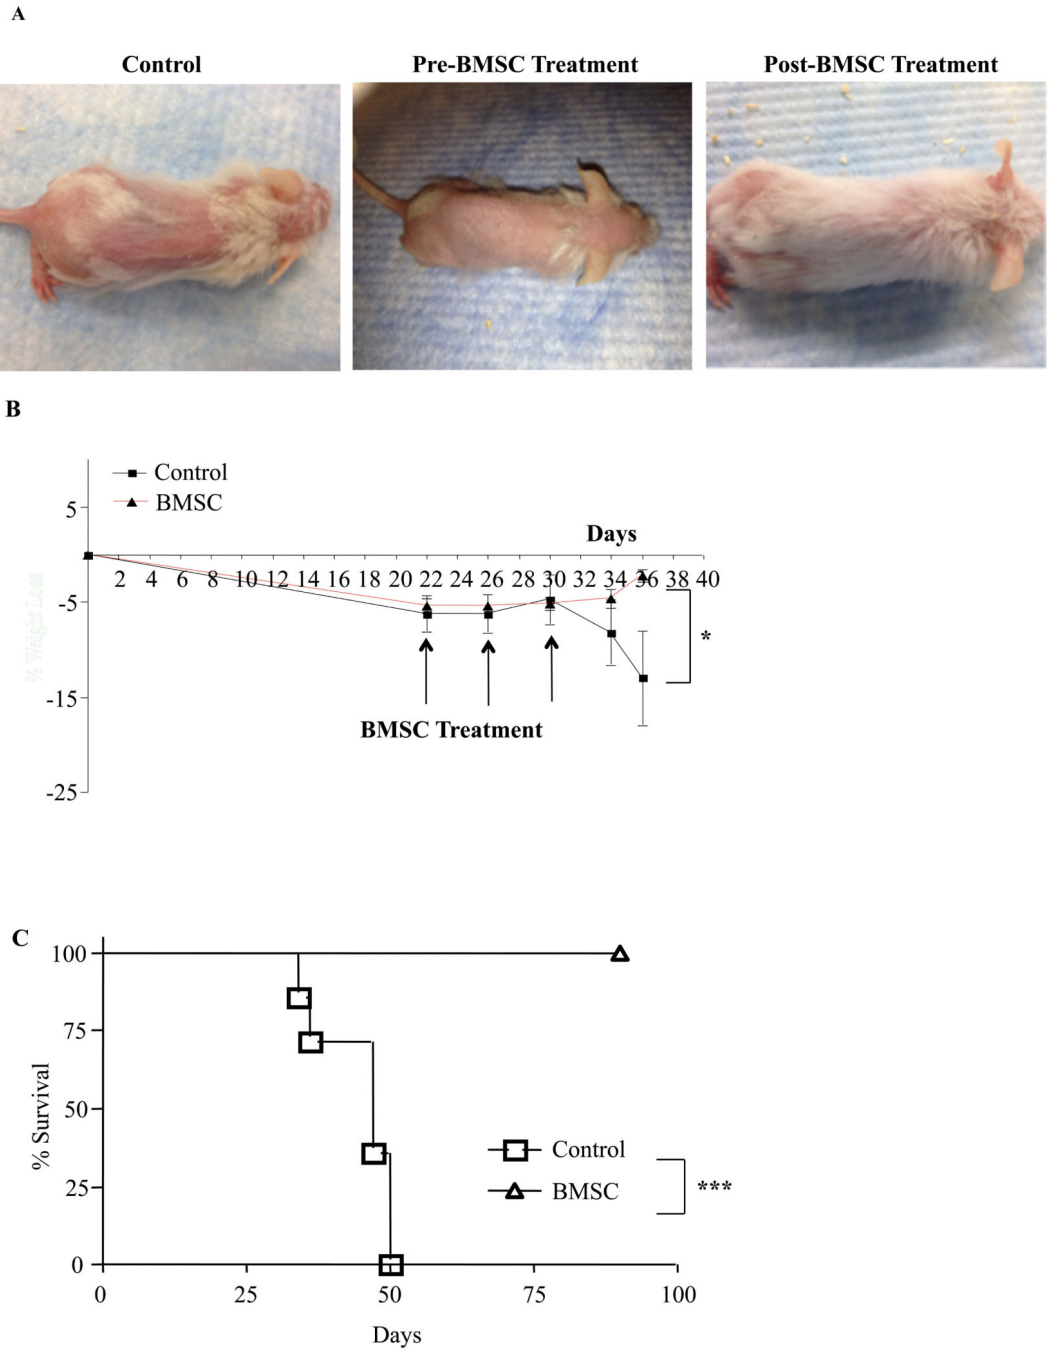 A
Control Pre-BMSC Treatment Post-BMSC Treatment
B
Control
BMSC
Days
5
2 4 6 8 10 12 14 16 18 20 22 24 26 28 30 32 34 36 38 40
-5
% Weight Loss
*
-15
BMSC Treatment
-25
C
100
75
50
25
0
% Survival
Control
BMSC
***
0 25 50 75 100
Days